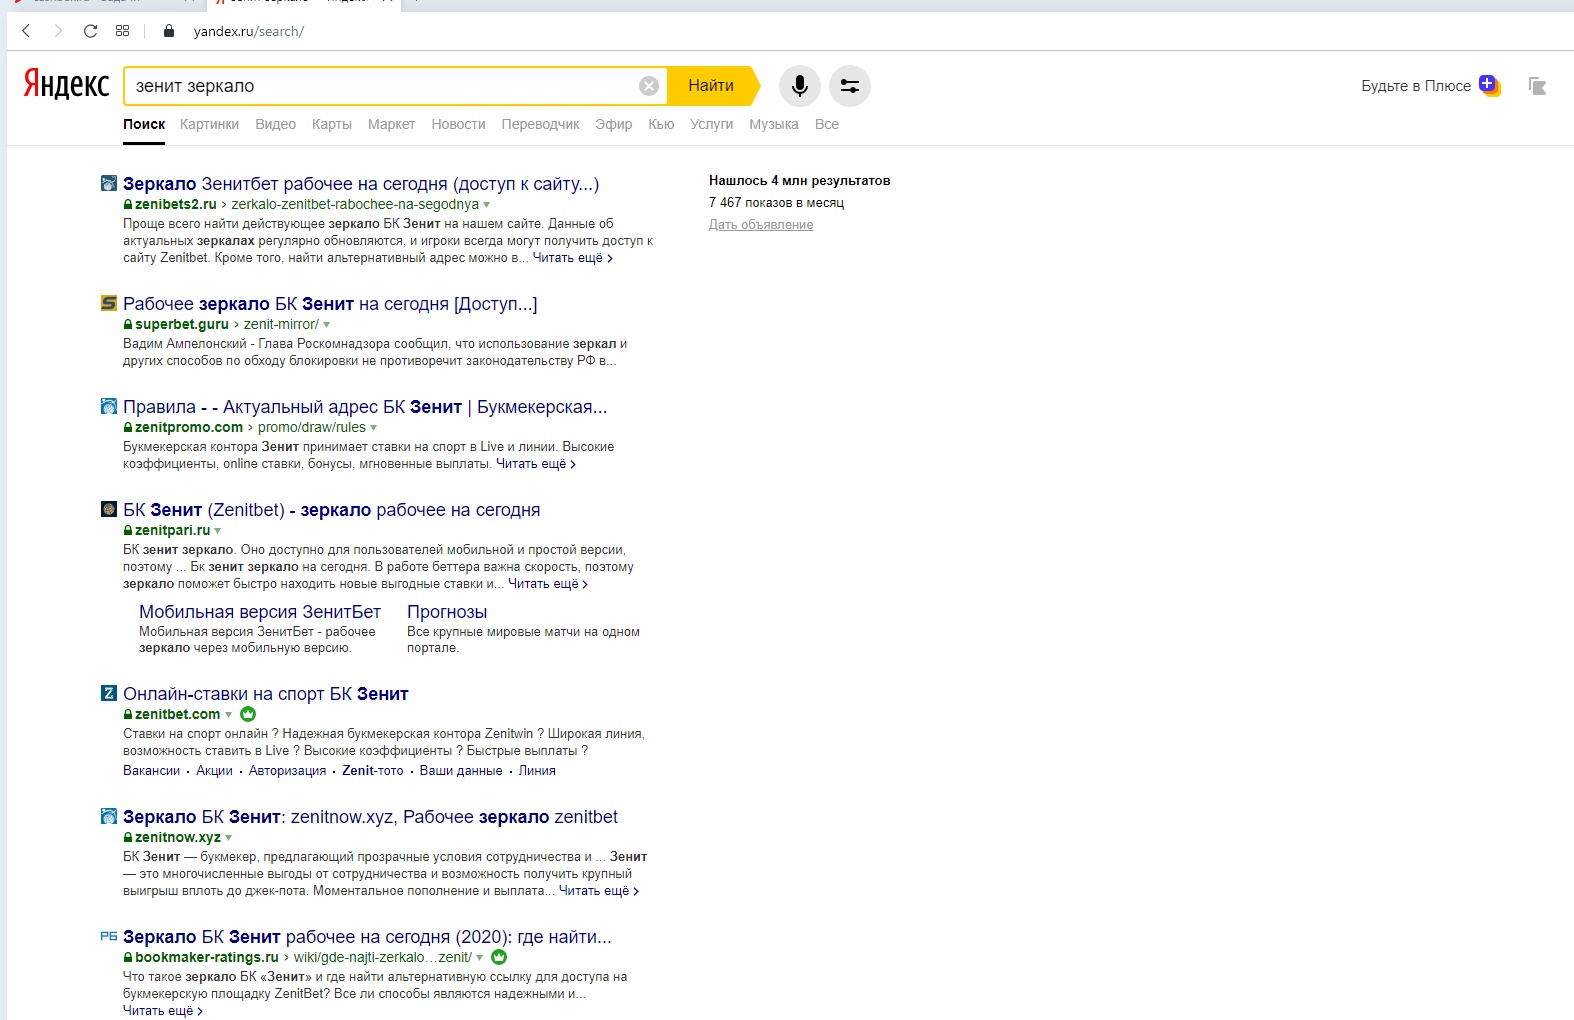 yandex.ru/search/
Яндекс
зенит зеркало
Найти
Будьте в Плюсе
Поиск Картинки Видео Карты Маркет Новости Переводчик Эфир Кью Услуги Музыка Все
Зеркало Зенитбет рабочее на сегодня (доступ к сайту...)
zenibets2.ru › zerkalo-zenitbet-rabochee-na-segodnya
Проще всего найти действующее зеркало БК Зенит на нашем сайте. Данные об
актуальных зеркалах регулярно обновляются, и игроки всегда могут получить доступ к
сайту Zenitbet. Кроме того, найти альтернативный адрес можно в... Читать ещё ›
Нашлось 4 млн результатов
7 467 показов в месяц
Дать объявление
Рабочее зеркало БК Зенит на сегодня [Доступ...]
superbet.guru › zenit-mirror/
Вадим Ампелонский - Глава Роскомнадзора сообщил, что использование зеркал и
других способов по обходу блокировки не противоречит законодательству РФ в...
Правила - - Актуальный адрес БК Зенит | Букмекерская...
zenitpromo.com › promo/draw/rules
Букмекерская контора Зенит принимает ставки на спорт в Live и линии. Высокие
коэффициенты, online ставки, бонусы, мгновенные выплаты. Читать ещё ›
БК Зенит (Zenitbet) - зеркало рабочее на сегодня
zenitpari.ru
БК зенит зеркало. Оно доступно для пользователей мобильной и простой версии,
поэтому ... Бк зенит зеркало на сегодня. В работе беттера важна скорость, поэтому
зеркало поможет быстро находить новые выгодные ставки и... Читать ещё ›
Мобильная версия ЗенитБет
Мобильная версия ЗенитБет - рабочее
зеркало через мобильную версию.
Прогнозы
Все крупные мировые матчи на одном
портале.
Онлайн-ставки на спорт БК Зенит
zenitbet.com
Ставки на спорт онлайн ? Надежная букмекерская контора Zenitwin ? Широкая линия,
возможность ставить в Live ? Высокие коэффициенты ? Быстрые выплаты ?
Вакансии · Акции · Авторизация · Zenit-тото · Ваши данные · Линия
Зеркало БК Зенит: zenitnow.xyz, Рабочее зеркало zenitbet
zenitnow.xyz
БК Зенит — букмекер, предлагающий прозрачные условия сотрудничества и ... Зенит
— это многочисленные выгоды от сотрудничества и возможность получить крупный
выигрыш вплоть до джек-пота. Моментальное пополнение и выплата... Читать ещё ›
РБ Зеркало БК Зенит рабочее на сегодня (2020): где найти...
bookmaker-ratings.ru › wiki/gde-najti-zerkalo…zenit/
Что такое зеркало БК «Зенит» и где найти альтернативную ссылку для доступа на
букмекерскую площадку ZenitBet? Все ли способы являются надежными и...
Читать ещё ›